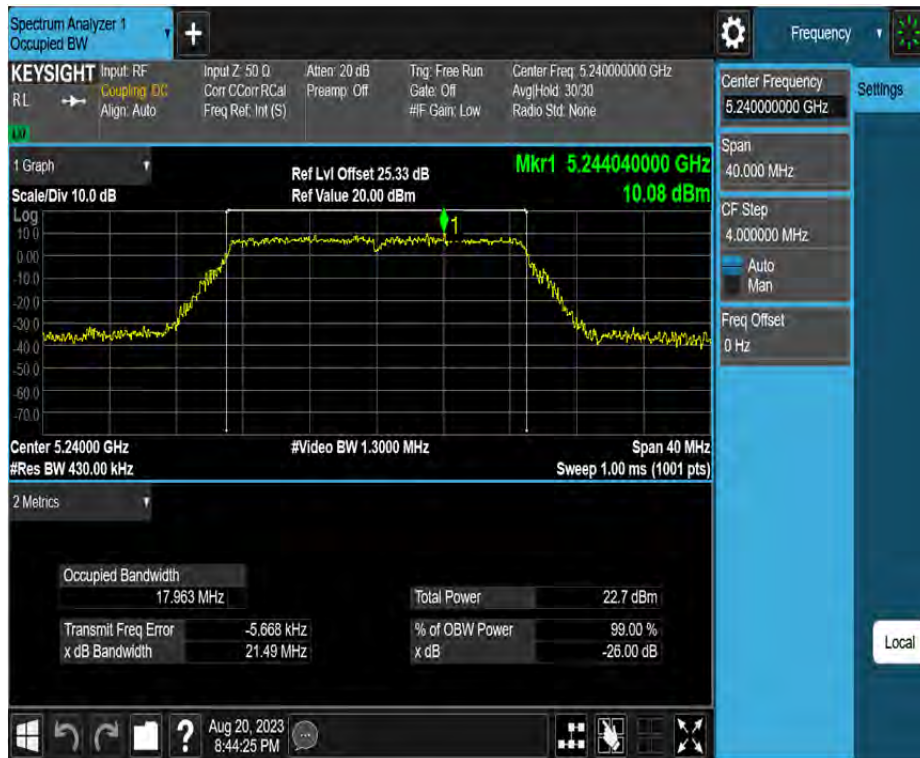 Spectrum Analyzer 1
Occupied BW
+
Frequency
KEYSIGHT
RL
Input: RF
Coupling: DC
Align: Auto
Input Z: 50 Ω
Corr CCorr RCal
Freq Ref: Int (S)
Atten: 20 dB
Preamp: Off
Trig: Free Run
Gate: Off
#IF Gain: Low
Center Freq: 5.240000000 GHz
Avg|Hold: 30/30
Radio Std: None
Center Frequency
5.240000000 GHz
Settings
Span
40.000 MHz
CF Step
4.000000 MHz
Auto
Man
Freq Offset
0 Hz
1 Graph
Scale/Div 10.0 dB
Ref Lvl Offset 25.33 dB
Ref Value 20.00 dBm
Mkr1 5.244040000 GHz
10.08 dBm
Log
10.0
0.00
-10.0
-20.0
-30.0
-40.0
-50.0
-60.0
-70.0
1
Center 5.24000 GHz
#Video BW 1.3000 MHz
Span 40 MHz
#Res BW 430.00 kHz
Sweep 1.00 ms (1001 pts)
2 Metrics
Occupied Bandwidth
17.963 MHz
Total Power 22.7 dBm
Transmit Freq Error -5.668 kHz
% of OBW Power 99.00 %
x dB Bandwidth 21.49 MHz
x dB -26.00 dB
Local
?
Aug 20, 2023
8:44:25 PM